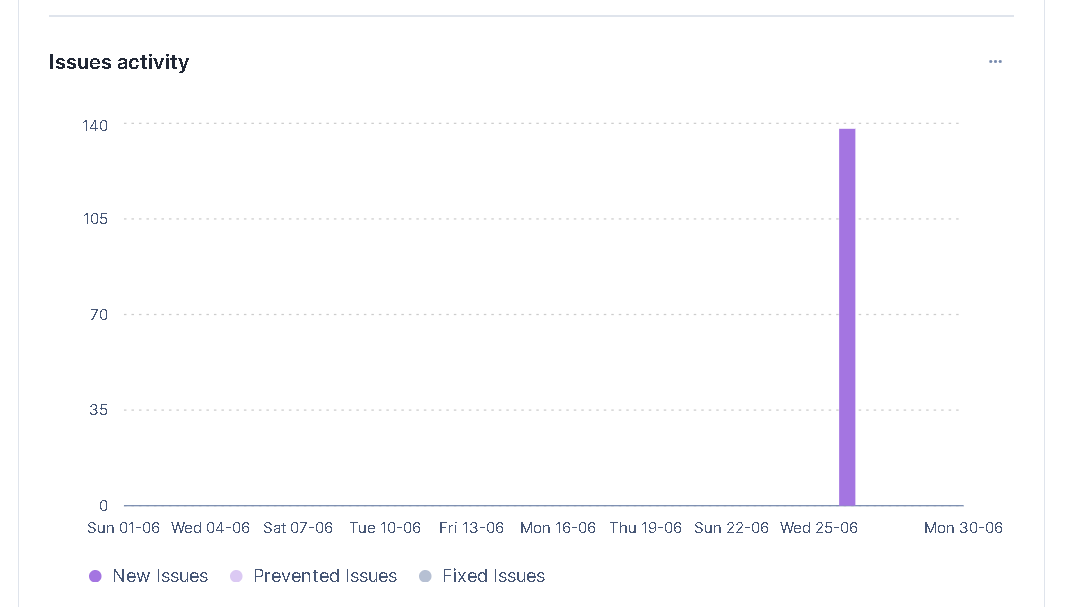 Issues activity
140
105
70
35
0
Sun 01-06 Wed 04-06 Sat 07-06 Tue 10-06 Fri 13-06 Mon 16-06 Thu 19-06 Sun 22-06 Wed 25-06 Mon 30-06
New Issues Prevented Issues Fixed Issues